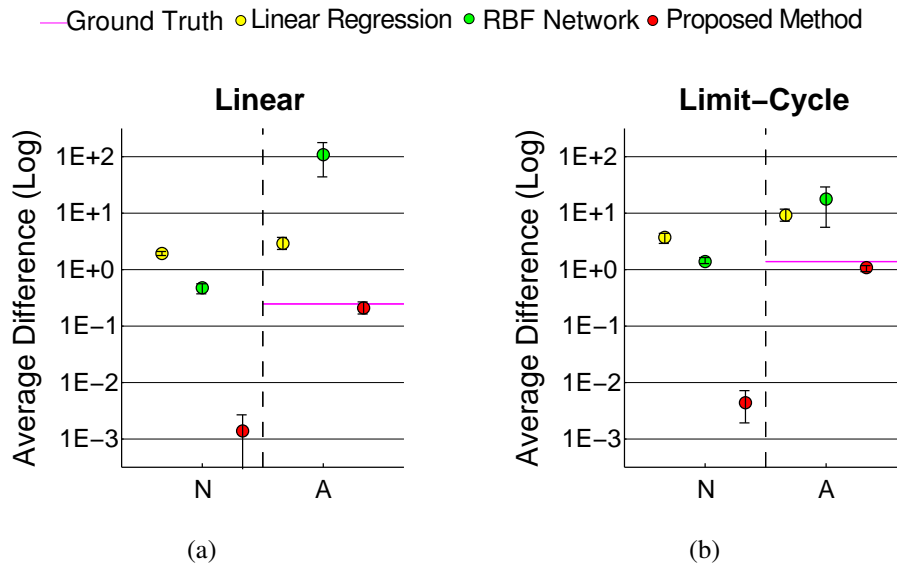 Ground Truth Linear Regression RBF Network Proposed Method
Linear
Average Difference (Log)
1E+2
1E+1
1E+0
1E−1
1E−2
1E−3
N A
(a)
Limit−Cycle
Average Difference (Log)
1E+2
1E+1
1E+0
1E−1
1E−2
1E−3
N A
(b)